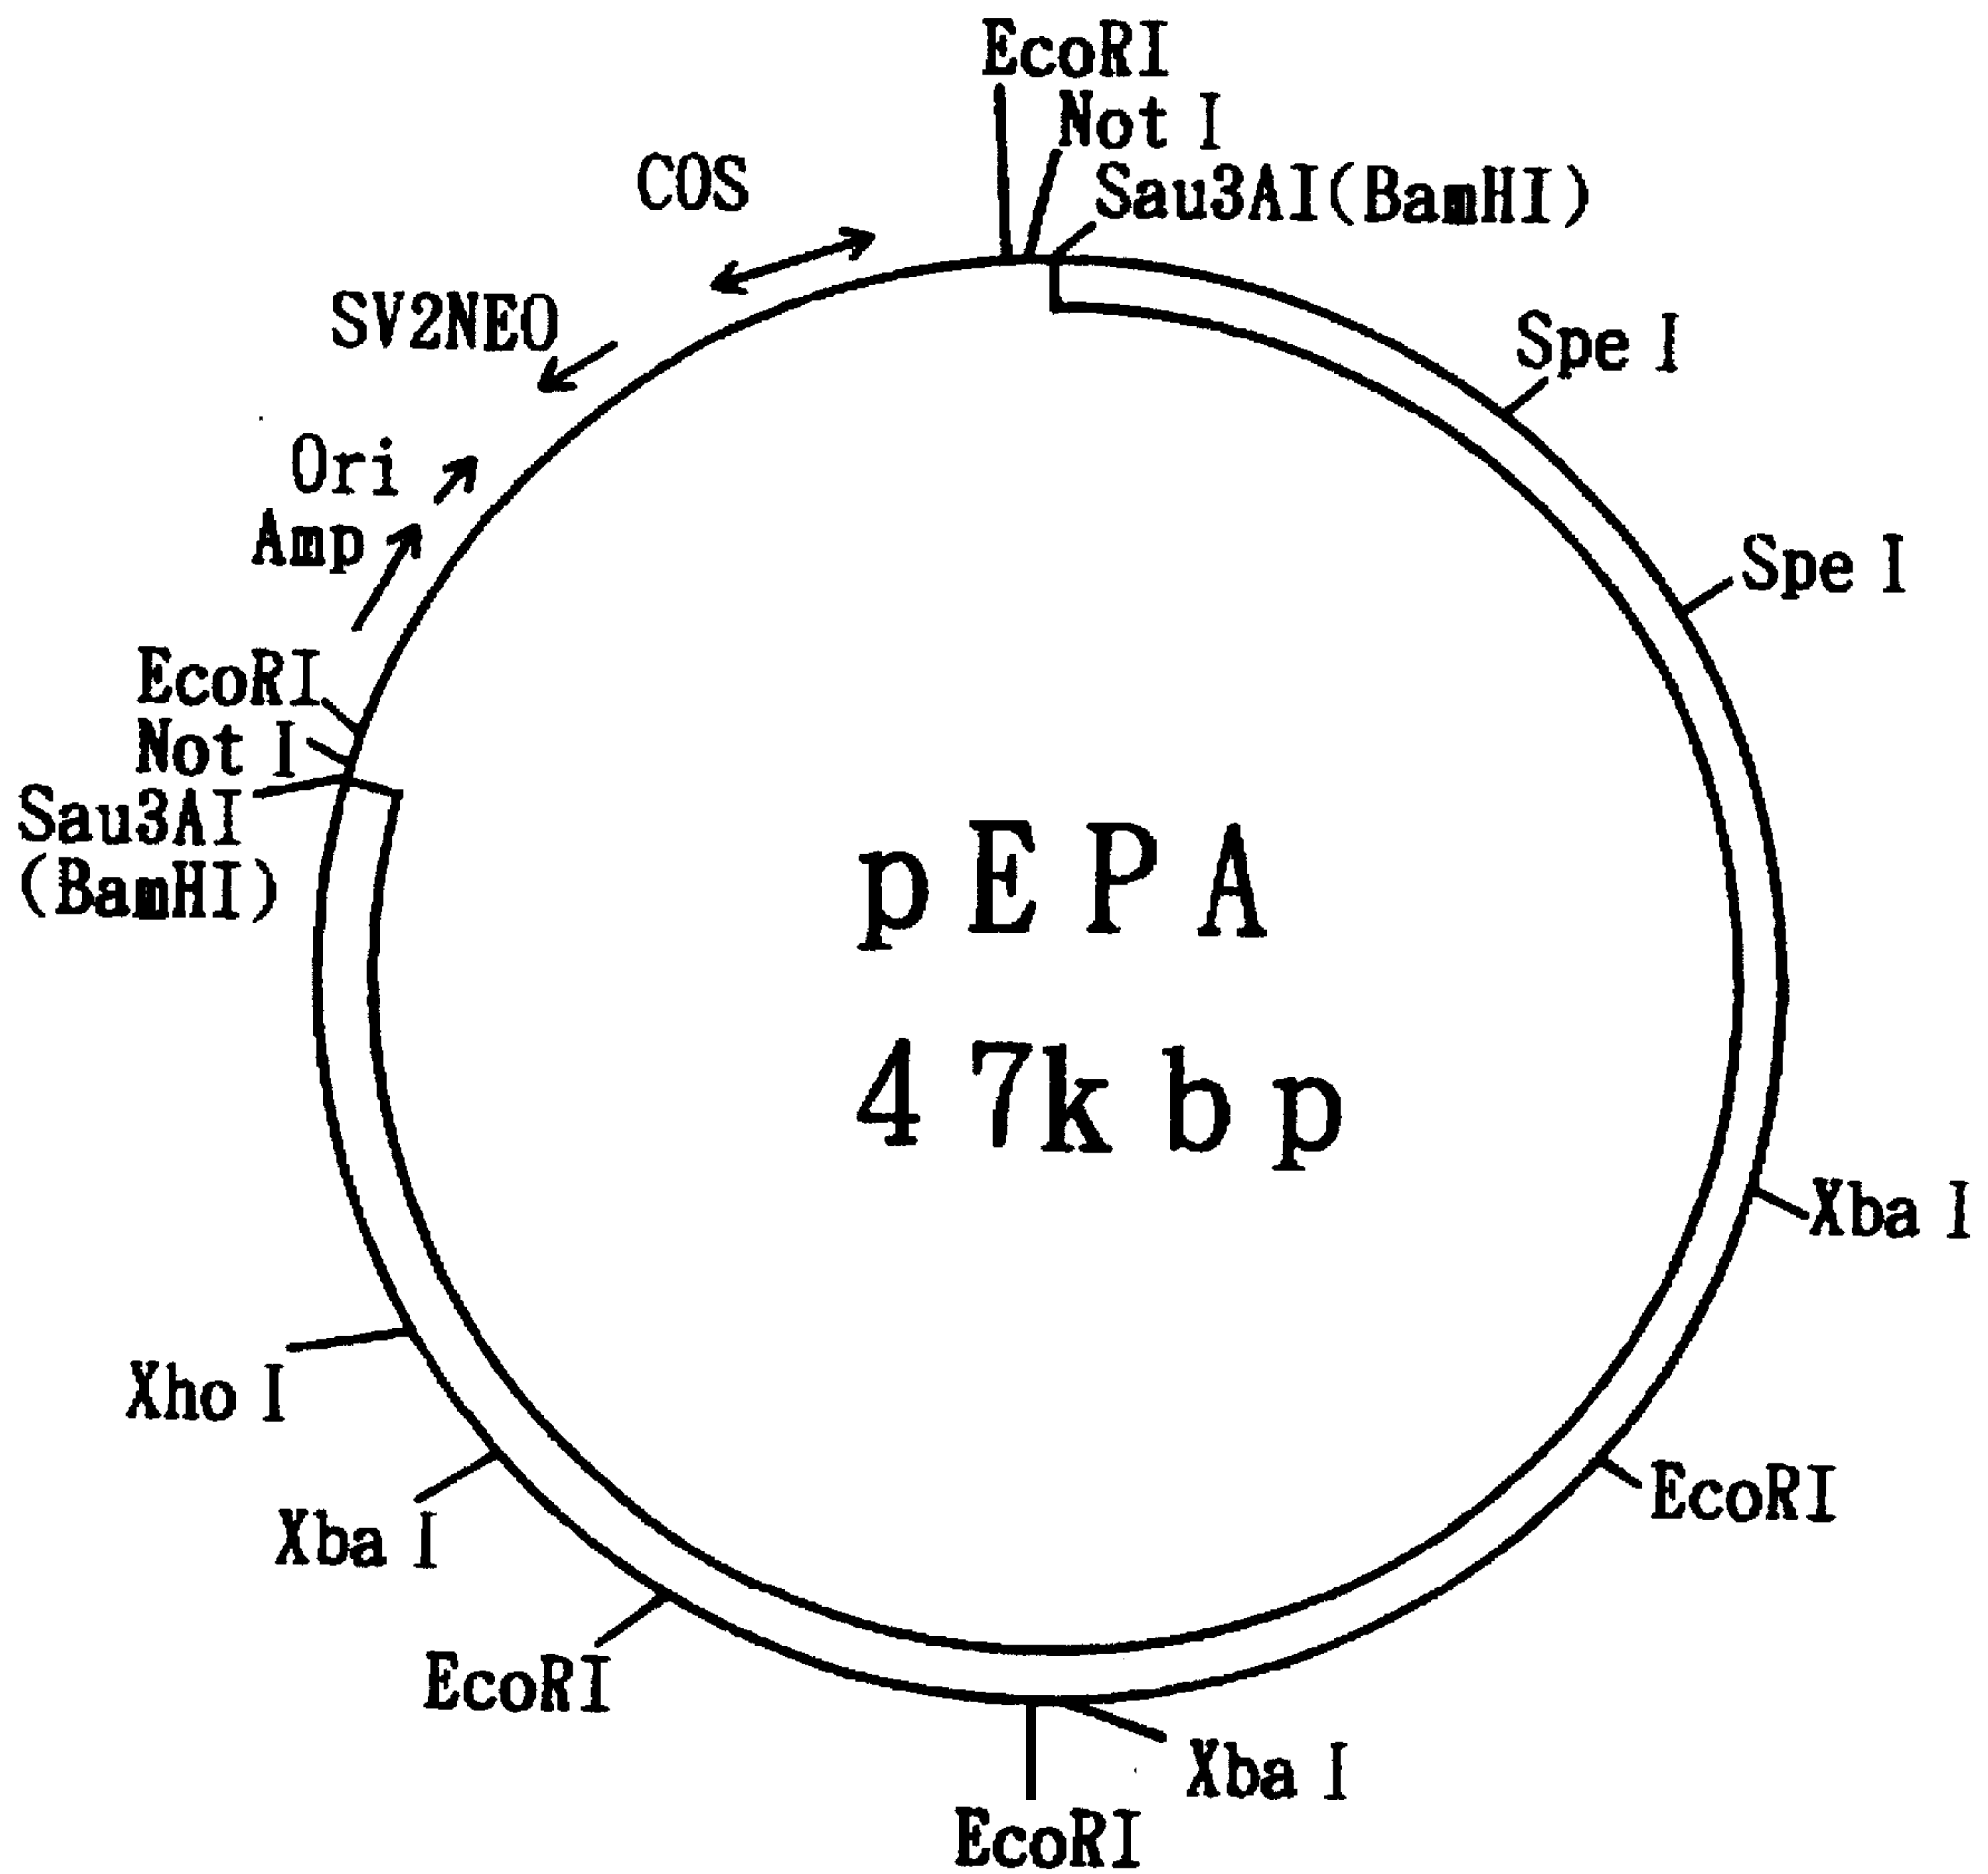 EcoRI
Not I
COS
Sau3AI(BamHI)
SV2NEO
Spe I
Ori
Amp
Spe I
EcoRI
Not I
Sau3AI
(BamHI)
pEPA
47kbp
Xba I
Xho I
EcoRI
Xba I
EcoRI
Xba I
EcoRI